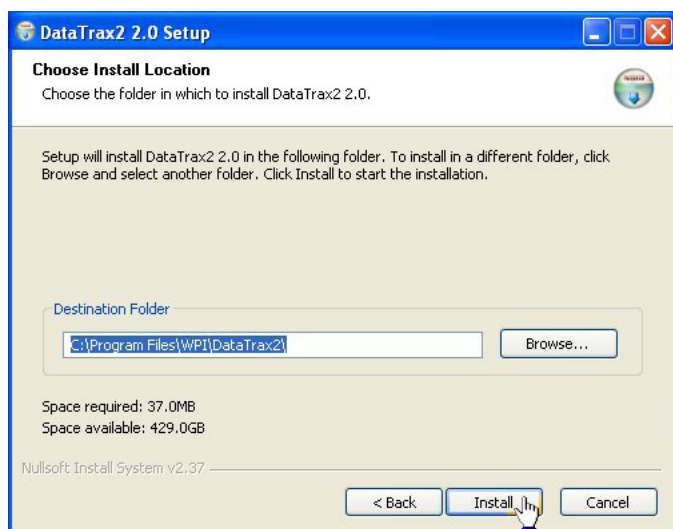 DataTrax2 2.0 Setup
Choose Install Location
Choose the folder in which to install DataTrax2 2.0.
Setup will install DataTrax2 2.0 in the following folder. To install in a different folder, click
Browse and select another folder. Click Install to start the installation.
Destination Folder
C:\Program Files\WPI\DataTrax2\
Browse...
Space required: 37.0MB
Space available: 429.0GB
Nullsoft Install System v2.37
< Back
Install
Cancel